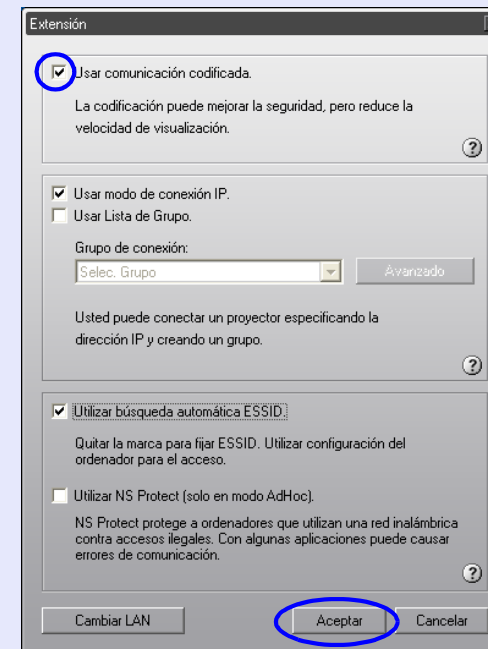 Extensión
Usar comunicación codificada.
La codificación puede mejorar la seguridad, pero reduce la
velocidad de visualización.
?
Usar modo de conexión IP.
Usar Lista de Grupo.
Grupo de conexión:
Selec. Grupo
Avanzado
Usted puede conectar un proyector especificando la
dirección IP y creando un grupo.
?
Utilizar búsqueda automática ESSID.
Quitar la marca para fijar ESSID. Utilizar configuración del
ordenador para el acceso.
Utilizar NS Protect (solo en modo AdHoc).
NS Protect protege a ordenadores que utilizan una red inalámbrica
contra accesos ilegales. Con algunas aplicaciones puede causar
errores de comunicación.
?
Cambiar LAN Aceptar Cancelar